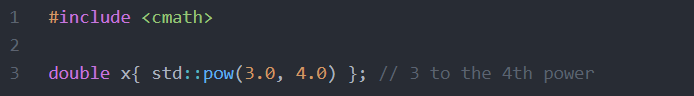 1 #include <cmath>
2
3 double x{ std::pow(3.0, 4.0) }; // 3 to the 4th power